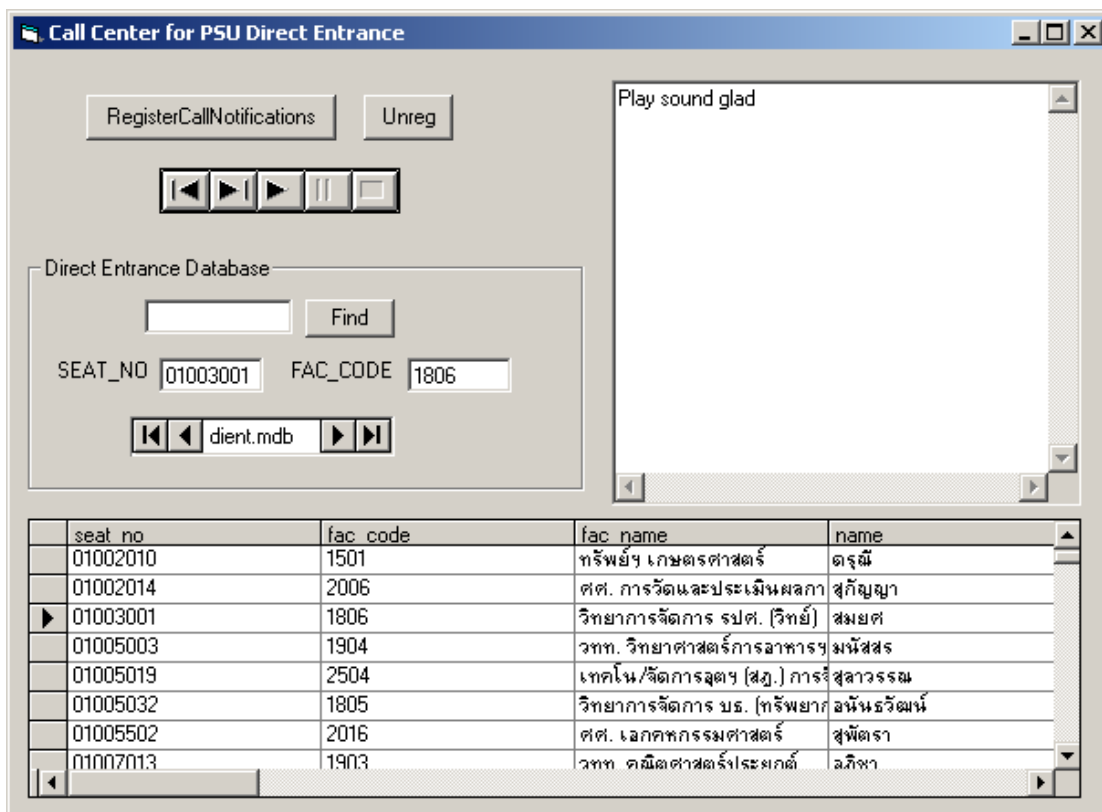 Call Center for PSU Direct Entrance
RegisterCallNotifications Unreg
Play sound glad
Direct Entrance Database
Find
SEAT_NO 01003001 FAC_CODE 1806
dient.mdb
seat_no fac_code fac_name name
01002010 1501 ทรัพย์ฯ เกษตรศาสตร์ ดรุณี
01002014 2006 ศศ. การวัดและประเมินผลกา สุกัญญา
01003001 1806 วิทยาการจัดการ รปศ. (วิทย์) สมยศ
01005003 1904 วทท. วิทยาศาสตร์การอาหารฯ มนัสสร
01005019 2504 เทคโน/จัดการอุตฯ (สฎ.) การจั สุลาวรรณ
01005032 1805 วิทยาการจัดการ บธ. (ทรัพยาก อนันธวัฒน์
01005502 2016 ศศ. เอกคหกรรมศาสตร์ สุพัตรา
01007013 1903 วทท. คณิตศาสตร์ประยุกต์